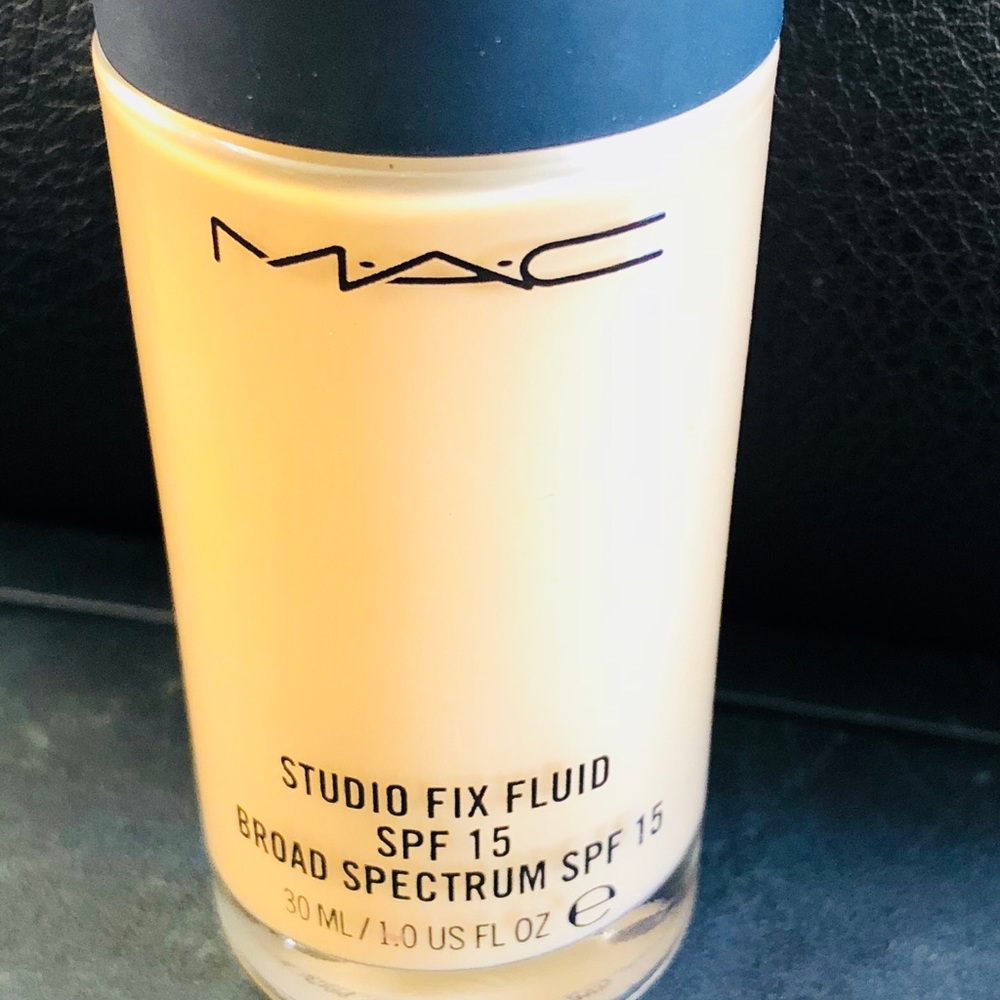 M·A·C
STUDIO FIX FLUID
SPF 15
BROAD SPECTRUM SPF 15
30 ML / 1.0 US FL OZ ℮